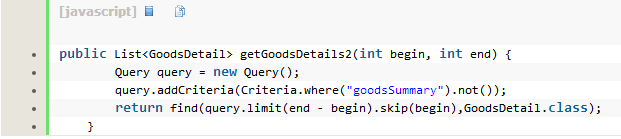 [javascript]
public List<GoodsDetail> getGoodsDetails2(int begin, int end) {
Query query = new Query();
query.addCriteria(Criteria.where("goodsSummary").not());
return find(query.limit(end - begin).skip(begin),GoodsDetail.class);
}